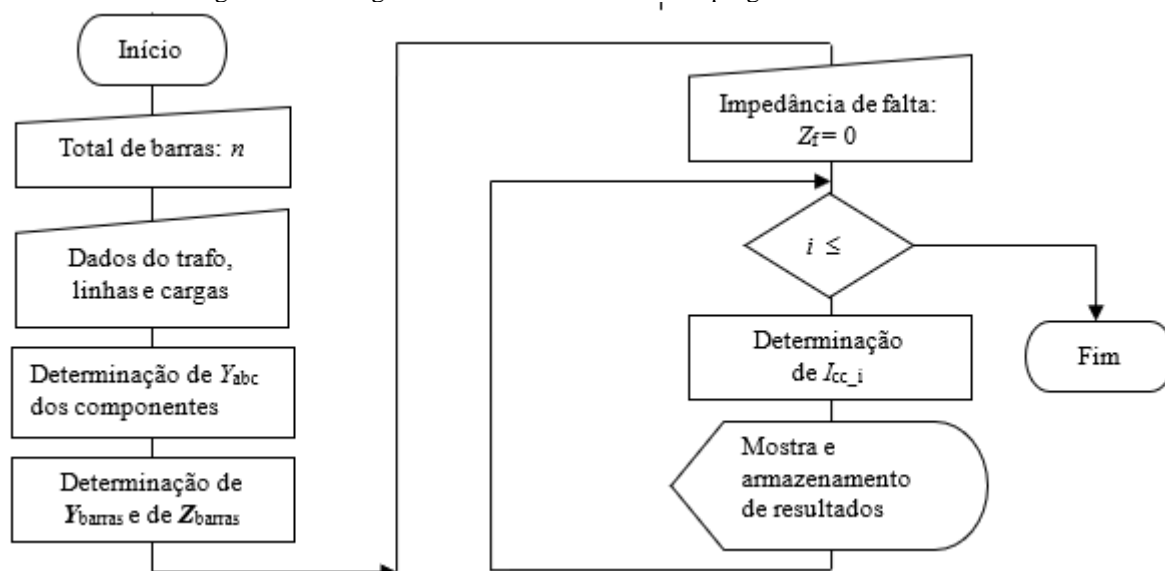 Início
Total de barras: n
Dados do trafo,
linhas e cargas
Determinação de Yabc
dos componentes
Determinação de
Ybarras e de Zbarras
Impedância de falta:
Zf = 0
i ≤
Determinação
de Icc_i
Mostra e
armazenamento
de resultados
Fim